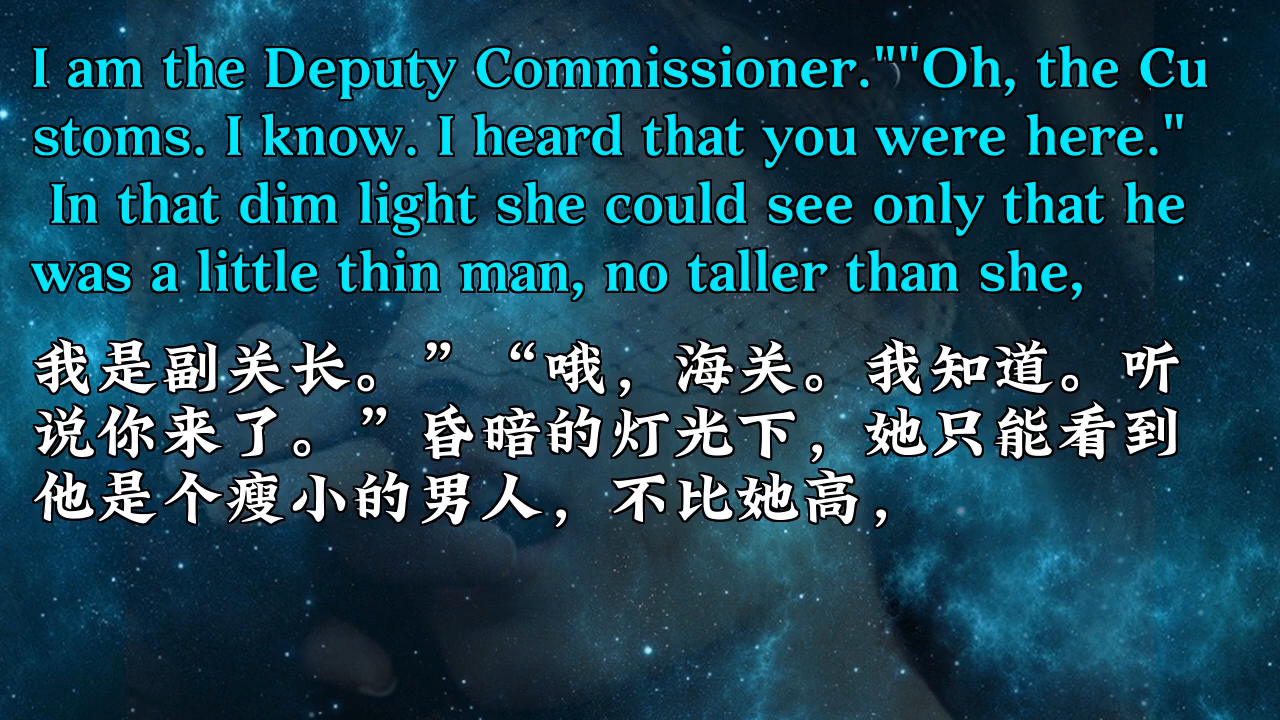 I am the Deputy Commissioner.""Oh, the Cu
stoms. I know. I heard that you were here."
In that dim light she could see only that he
was a little thin man, no taller than she,
我是副关长。”“哦，海关。我知道。听
说你来了。”昏暗的灯光下，她只能看到
他是个瘦小的男人，不比她高，